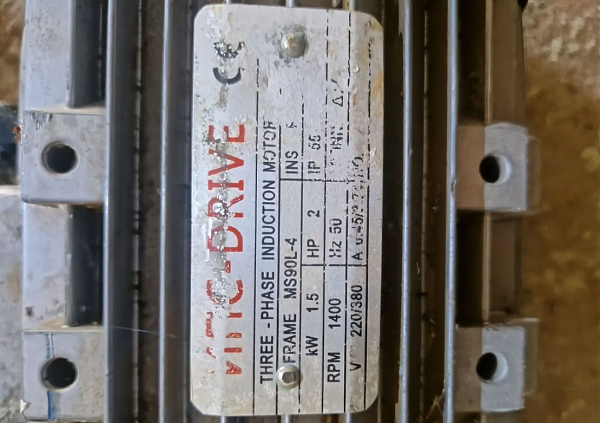 -DRIVE CE
THREE - PHASE INDUCTION MOTOR
FRAME MS90L-4 INS
kW 1.5 HP 2 IP 55
RPM 1400 Hz 50 CONN Δ/
V 220/380 A